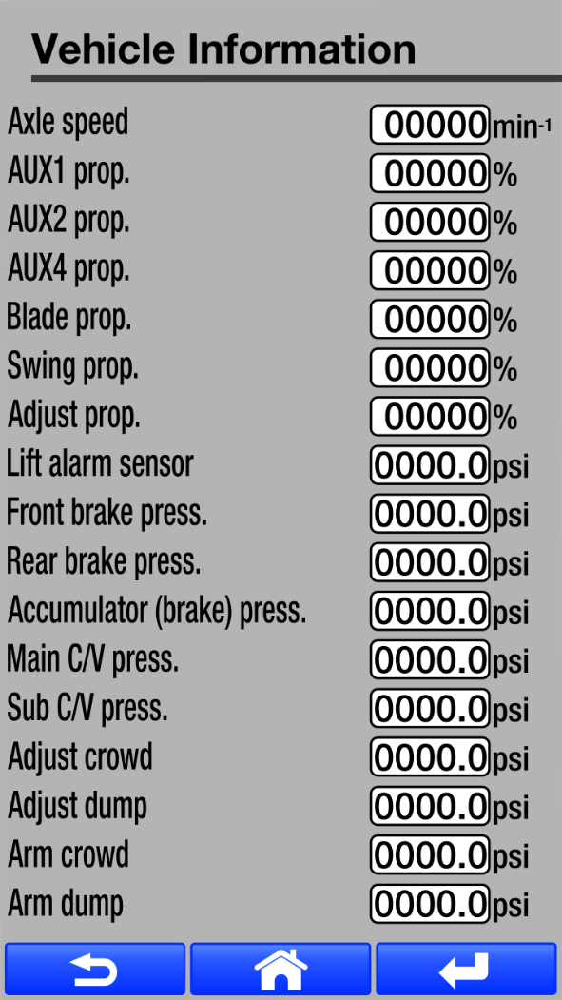 Vehicle Information
Axle speed 00000 min-1
AUX1 prop. 00000 %
AUX2 prop. 00000 %
AUX4 prop. 00000 %
Blade prop. 00000 %
Swing prop. 00000 %
Adjust prop. 00000 %
Lift alarm sensor 0000.0 psi
Front brake press. 0000.0 psi
Rear brake press. 0000.0 psi
Accumulator (brake) press. 0000.0 psi
Main C/V press. 0000.0 psi
Sub C/V press. 0000.0 psi
Adjust crowd 0000.0 psi
Adjust dump 0000.0 psi
Arm crowd 0000.0 psi
Arm dump 0000.0 psi